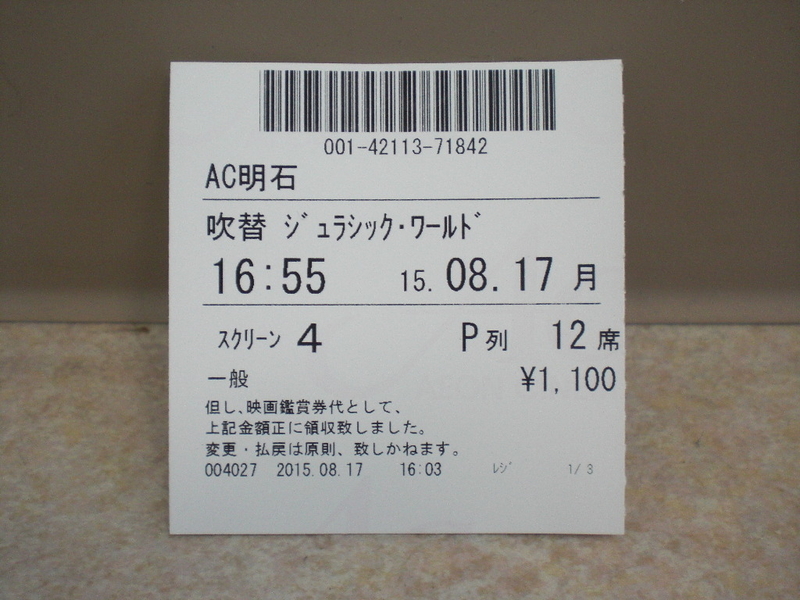 001-42113-71842
AC明石
吹替 ｼﾞｭﾗｼｯｸ･ﾜｰﾙﾄﾞ
16:55 15. 08. 17 月
ｽｸﾘｰﾝ 4 P列 12席
一般 ¥1,100
但し､映画鑑賞券代として、
上記金額正に領収致しました。
変更・払戻は原則、致しかねます。
004027 2015.08.17 16:03 ﾚｼﾞ 1/ 3